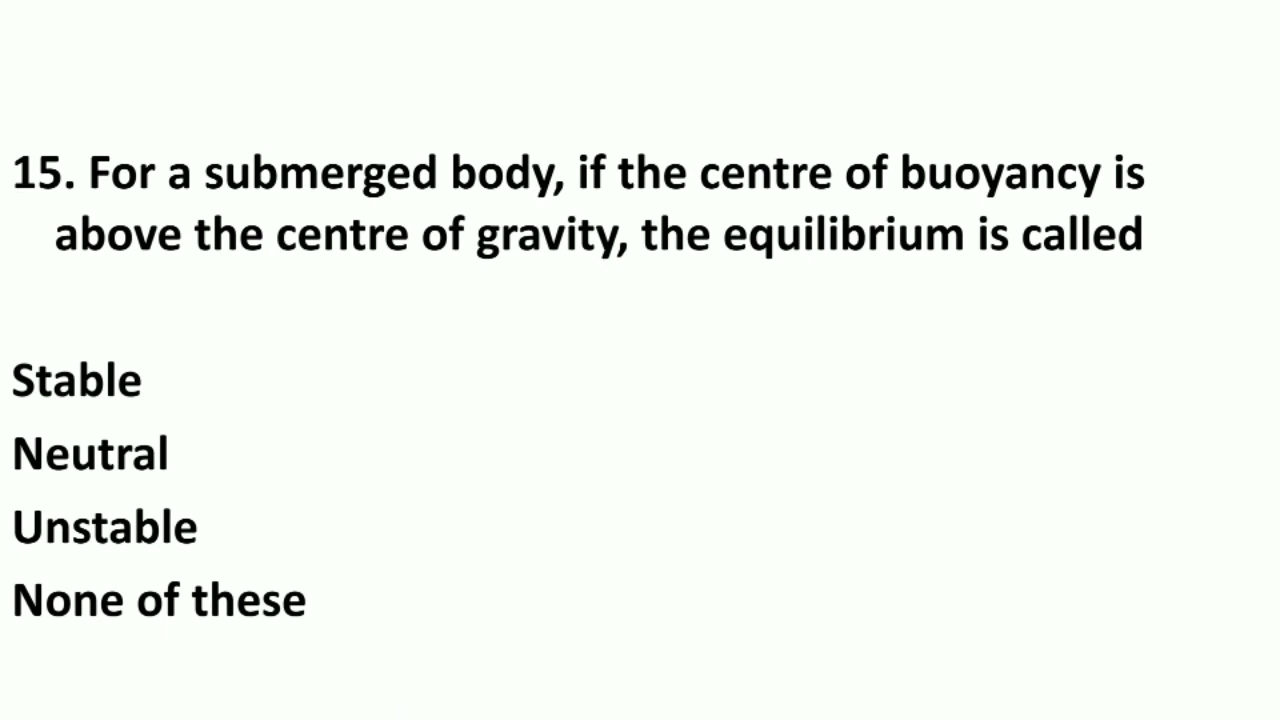 15. For a submerged body, if the centre of buoyancy is
above the centre of gravity, the equilibrium is called
Stable
Neutral
Unstable
None of these